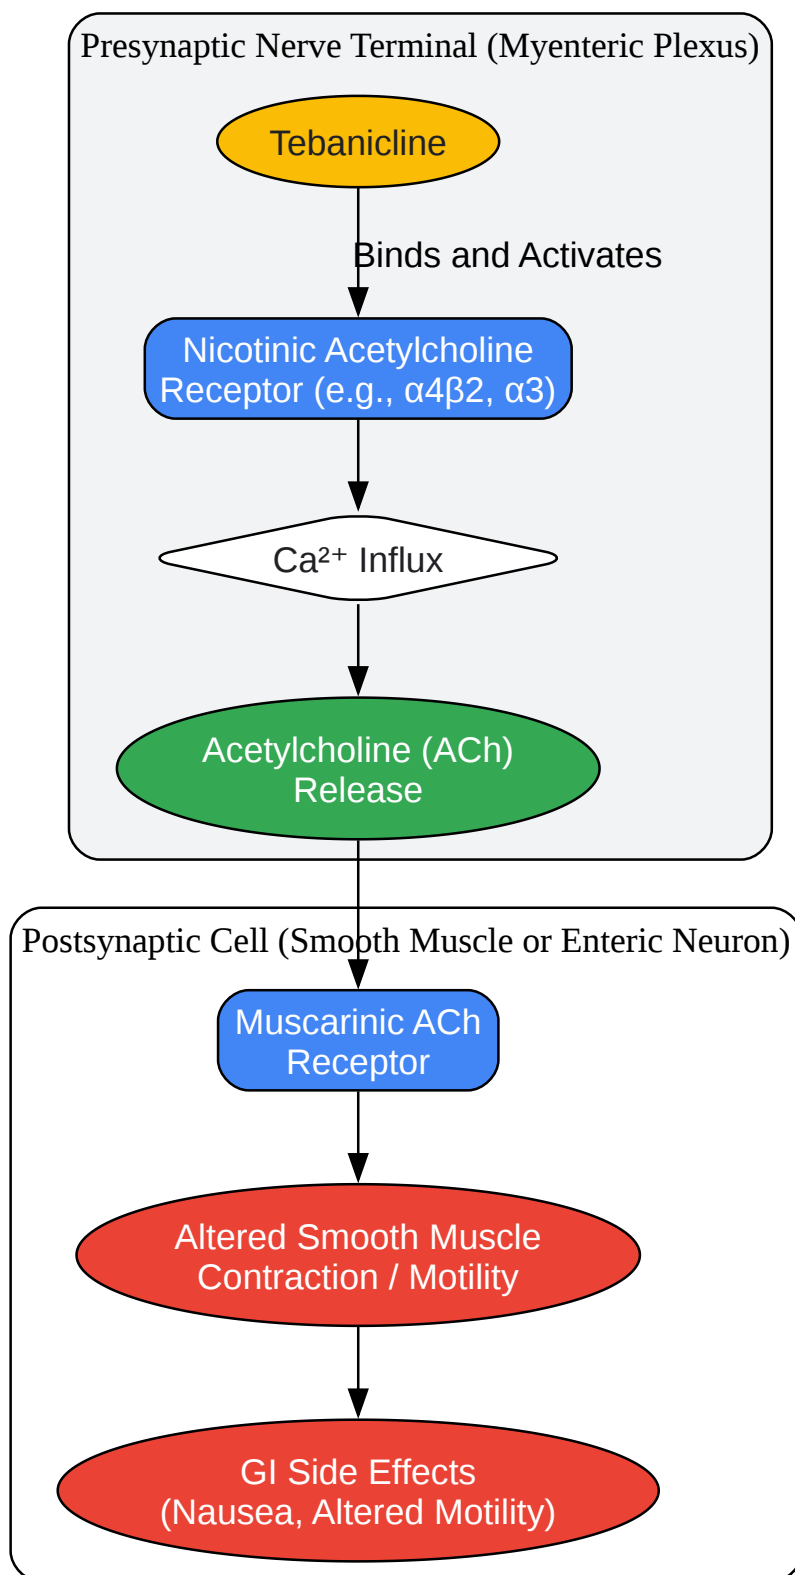 Presynaptic Nerve Terminal (Myenteric Plexus)
Tebanicline
Binds and Activates
Nicotinic Acetylcholine
Receptor (e.g., α4β2, α3)
Ca²⁺ Influx
Acetylcholine (ACh)
Release
Postsynaptic Cell (Smooth Muscle or Enteric Neuron)
Muscarinic ACh
Receptor
Altered Smooth Muscle
Contraction / Motility
GI Side Effects
(Nausea, Altered Motility)